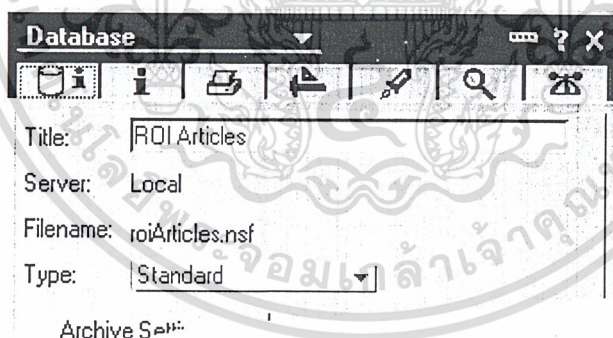 Database ? X
i i
Title: ROI Articles
Server: Local
Filename: roiArticles.nsf
Type: Standard
Archive